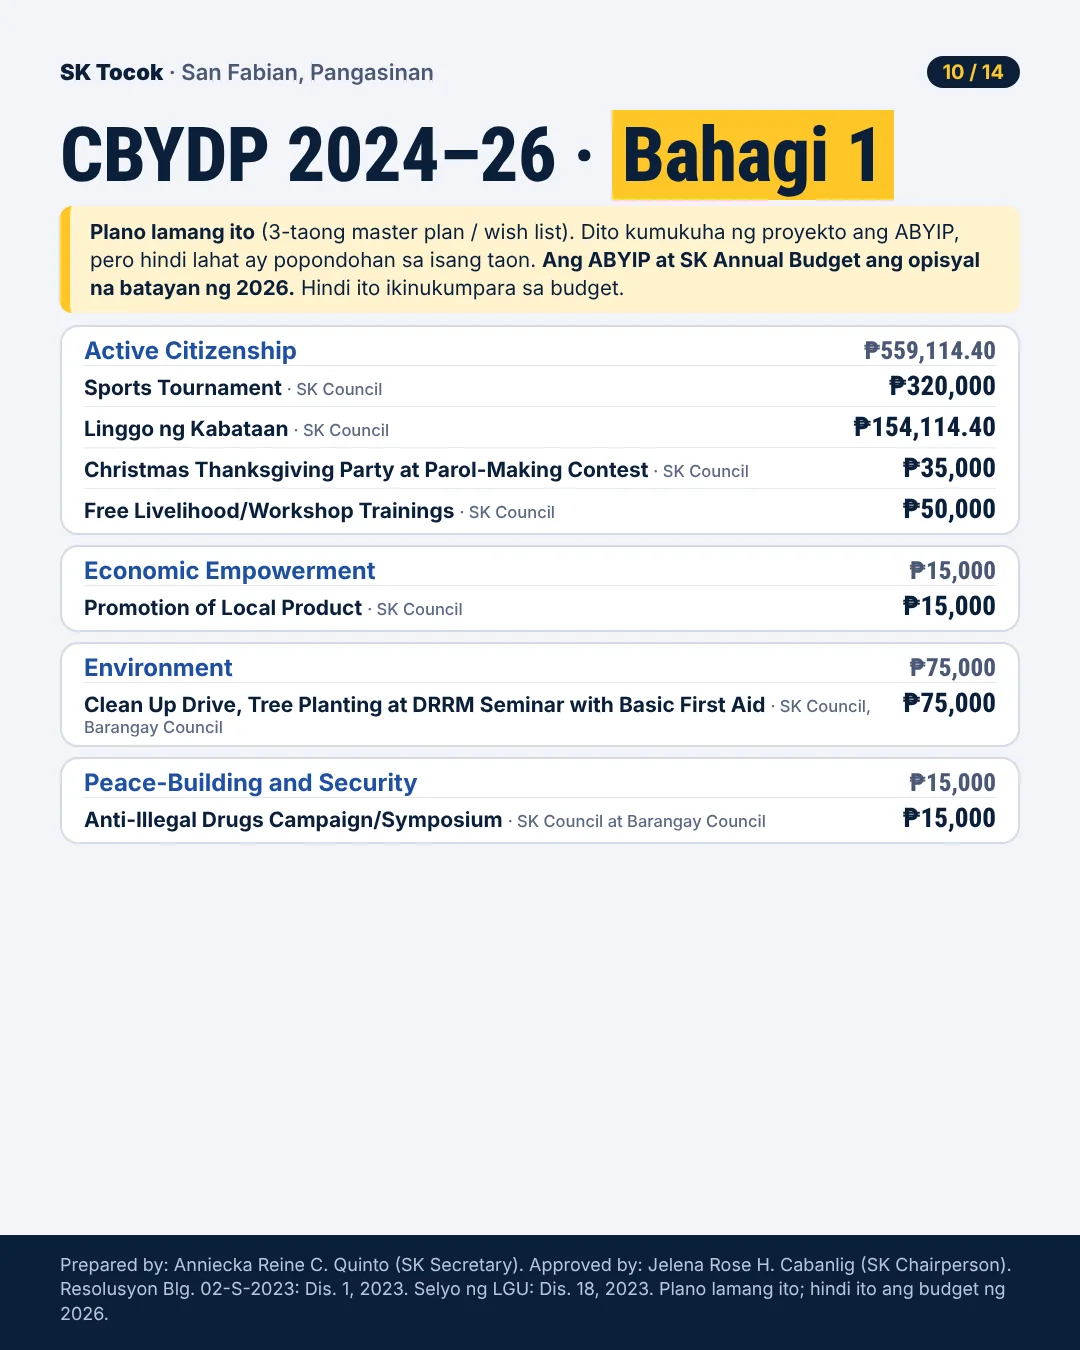 SK Tocok · San Fabian, Pangasinan
10 / 14
CBYDP 2024–26 · Bahagi 1
Plano lamang ito (3-taong master plan / wish list). Dito kumukuha ng proyekto ang ABYIP,
pero hindi lahat ay popondohan sa isang taon. Ang ABYIP at SK Annual Budget ang opisyal
na batayan ng 2026. Hindi ito ikinukumpara sa budget.
Active Citizenship ₱559,114.40
Sports Tournament · SK Council ₱320,000
Linggo ng Kabataan · SK Council ₱154,114.40
Christmas Thanksgiving Party at Parol-Making Contest · SK Council ₱35,000
Free Livelihood/Workshop Trainings · SK Council ₱50,000
Economic Empowerment ₱15,000
Promotion of Local Product · SK Council ₱15,000
Environment ₱75,000
Clean Up Drive, Tree Planting at DRRM Seminar with Basic First Aid · SK Council, ₱75,000
Barangay Council
Peace-Building and Security ₱15,000
Anti-Illegal Drugs Campaign/Symposium · SK Council at Barangay Council ₱15,000
Prepared by: Anniecka Reine C. Quinto (SK Secretary). Approved by: Jelena Rose H. Cabanlig (SK Chairperson).
Resolusyon Blg. 02-S-2023: Dis. 1, 2023. Selyo ng LGU: Dis. 18, 2023. Plano lamang ito; hindi ito ang budget ng
2026.